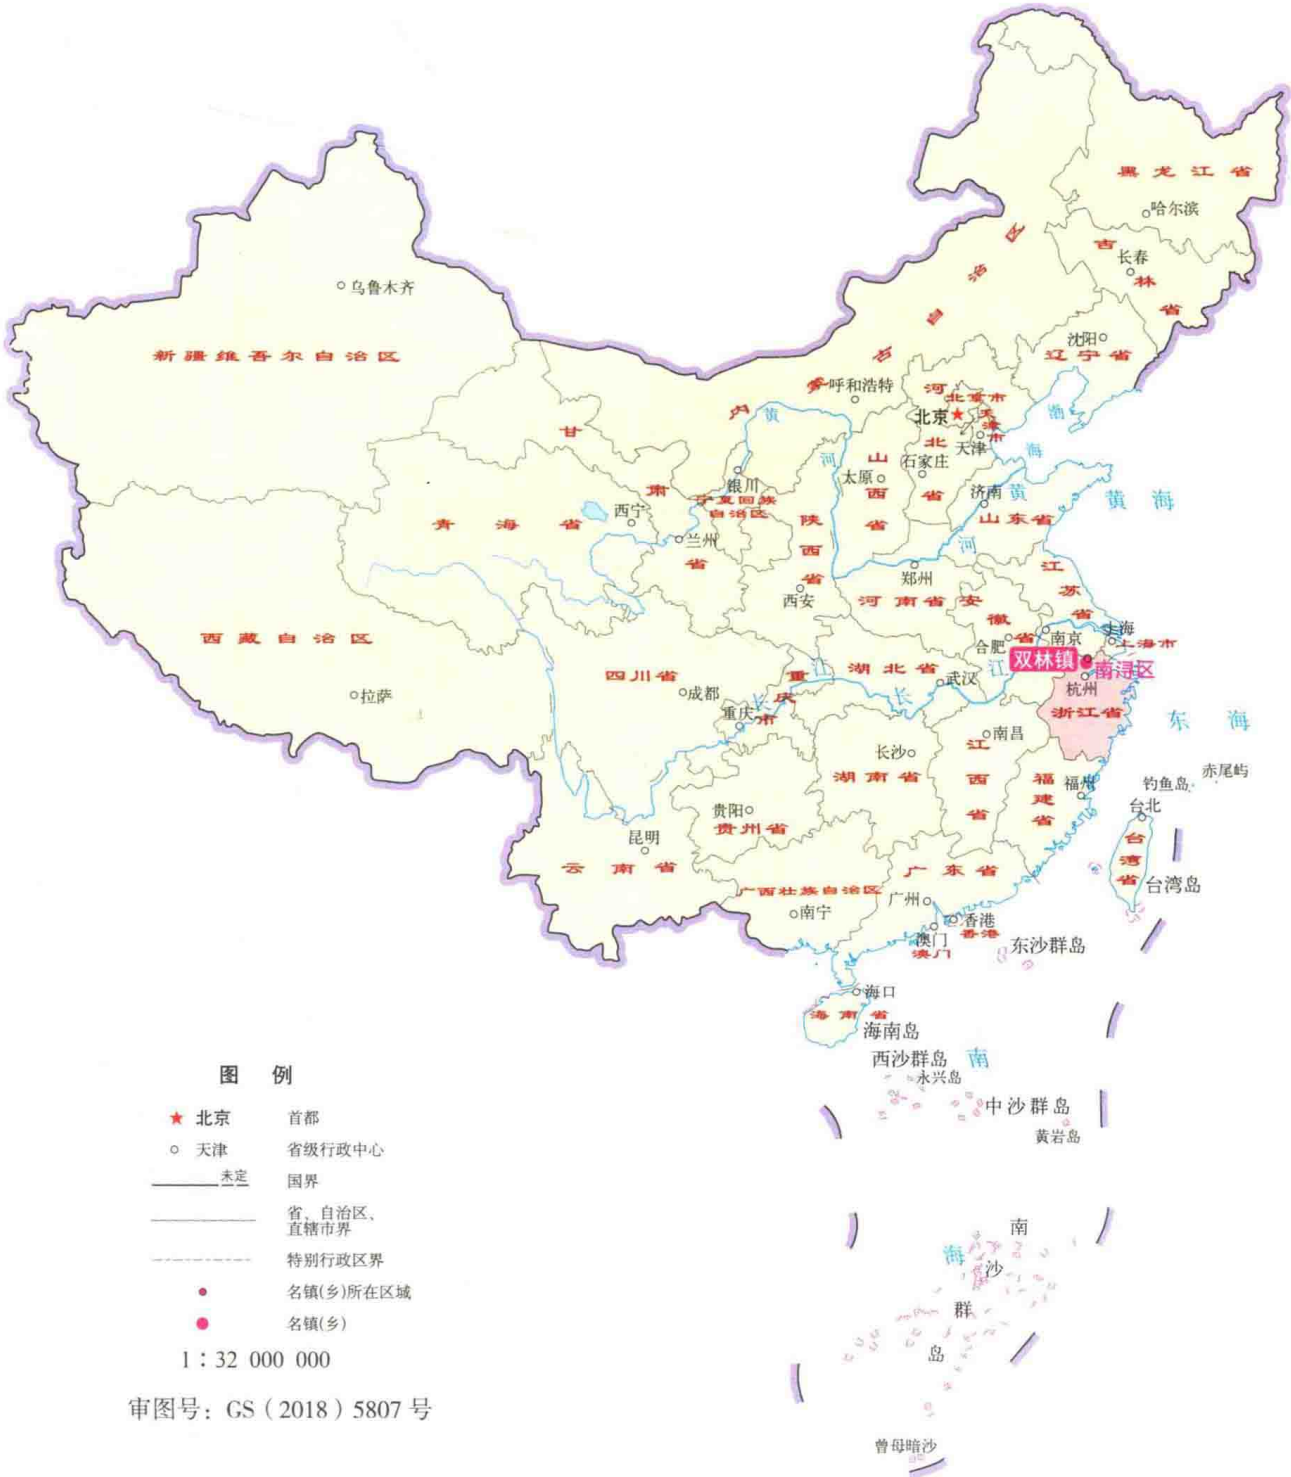 黑龙江省
哈尔滨
吉林省
长春
沈阳
辽宁省
内蒙古自治区
呼和浩特
乌鲁木齐
新疆维吾尔自治区
甘肃省
河北省
北京市
北京
天津市
天津
石家庄
渤海
黄河
山西省
太原
银川
宁夏回族
自治区
陕西省
西安
青海省
西宁
兰州
济南
山东省
黄河
黄海
郑州
河南省
江苏省
安徽省
合肥
南京
上海
上海市
双林镇
南浔区
杭州
浙江省
东海
西藏自治区
拉萨
四川省
成都
重庆市
重庆
长江
湖北省
武汉
长江
长沙
湖南省
南昌
江西省
福建省
福州
钓鱼岛
赤尾屿
台北
台湾省
台湾岛
贵阳
贵州省
昆明
云南省
广西壮族自治区
南宁
广东省
广州
香港
香港
澳门
澳门
东沙群岛
海口
海南省
海南岛
西沙群岛
永兴岛
南海
中沙群岛
黄岩岛
南沙群岛
曾母暗沙
图 例
北京 首都
天津 省级行政中心
未定 国界
省、自治区、
直辖市界
特别行政区界
名镇(乡)所在区城
名镇(乡)
1：32 000 000
审图号：GS（2018）5807 号